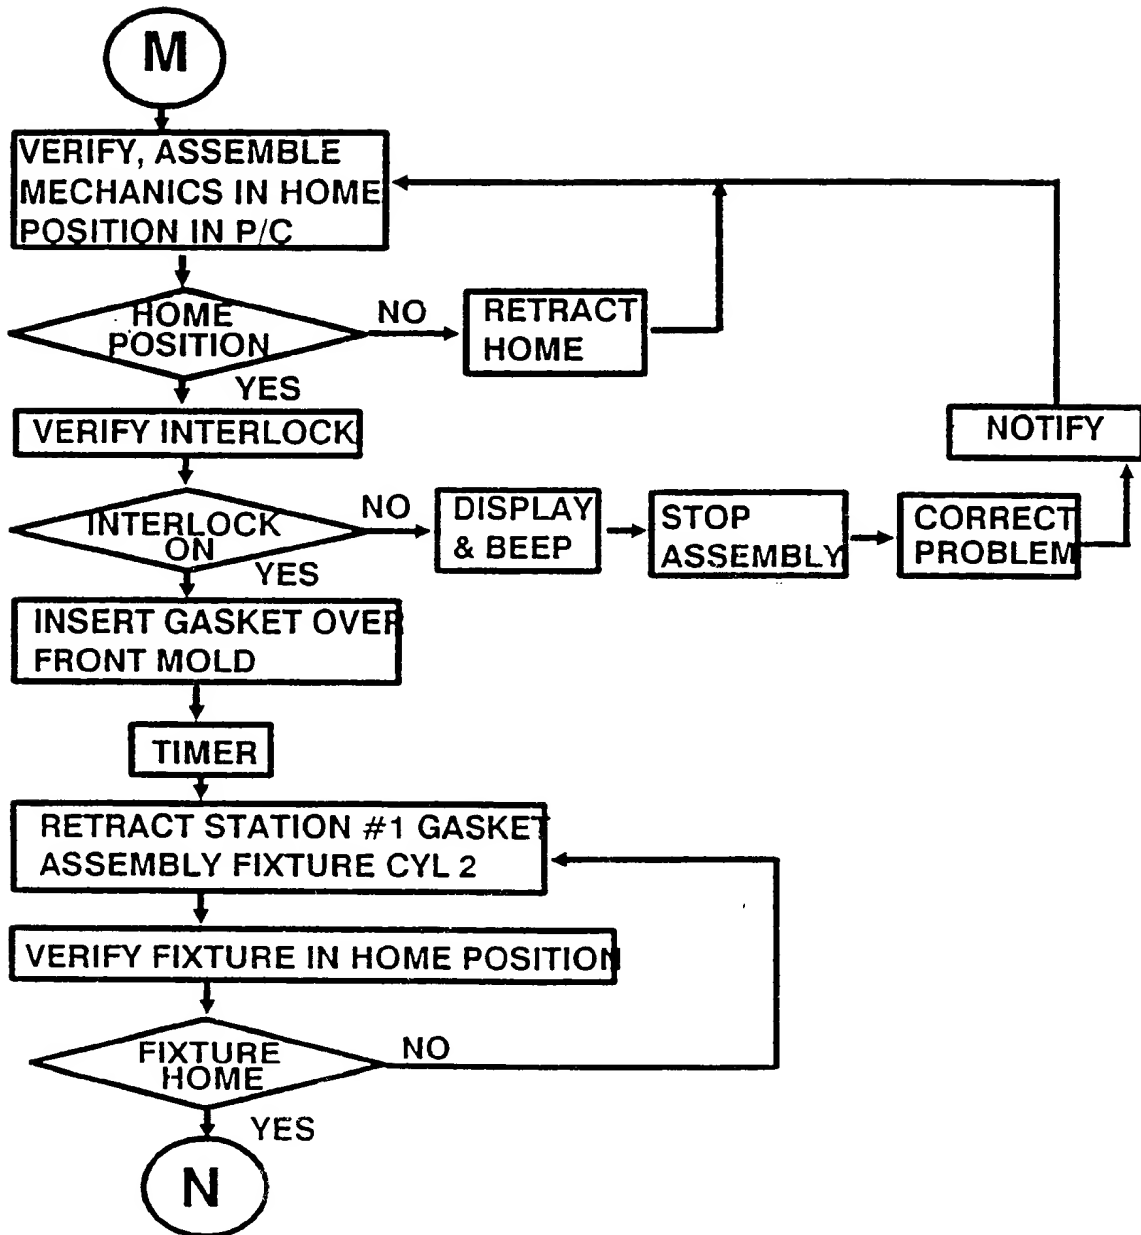 M
VERIFY, ASSEMBLE
MECHANICS IN HOME
POSITION IN P/C
HOME
POSITION
NO
RETRACT
HOME
YES
VERIFY INTERLOCK
NOTIFY
INTERLOCK
ON
NO
DISPLAY
& BEEP
STOP
ASSEMBLY
CORRECT
PROBLEM
YES
INSERT GASKET OVER
FRONT MOLD
TIMER
RETRACT STATION #1 GASKET
ASSEMBLY FIXTURE CYL 2
VERIFY FIXTURE IN HOME POSITION
FIXTURE
HOME
NO
YES
N